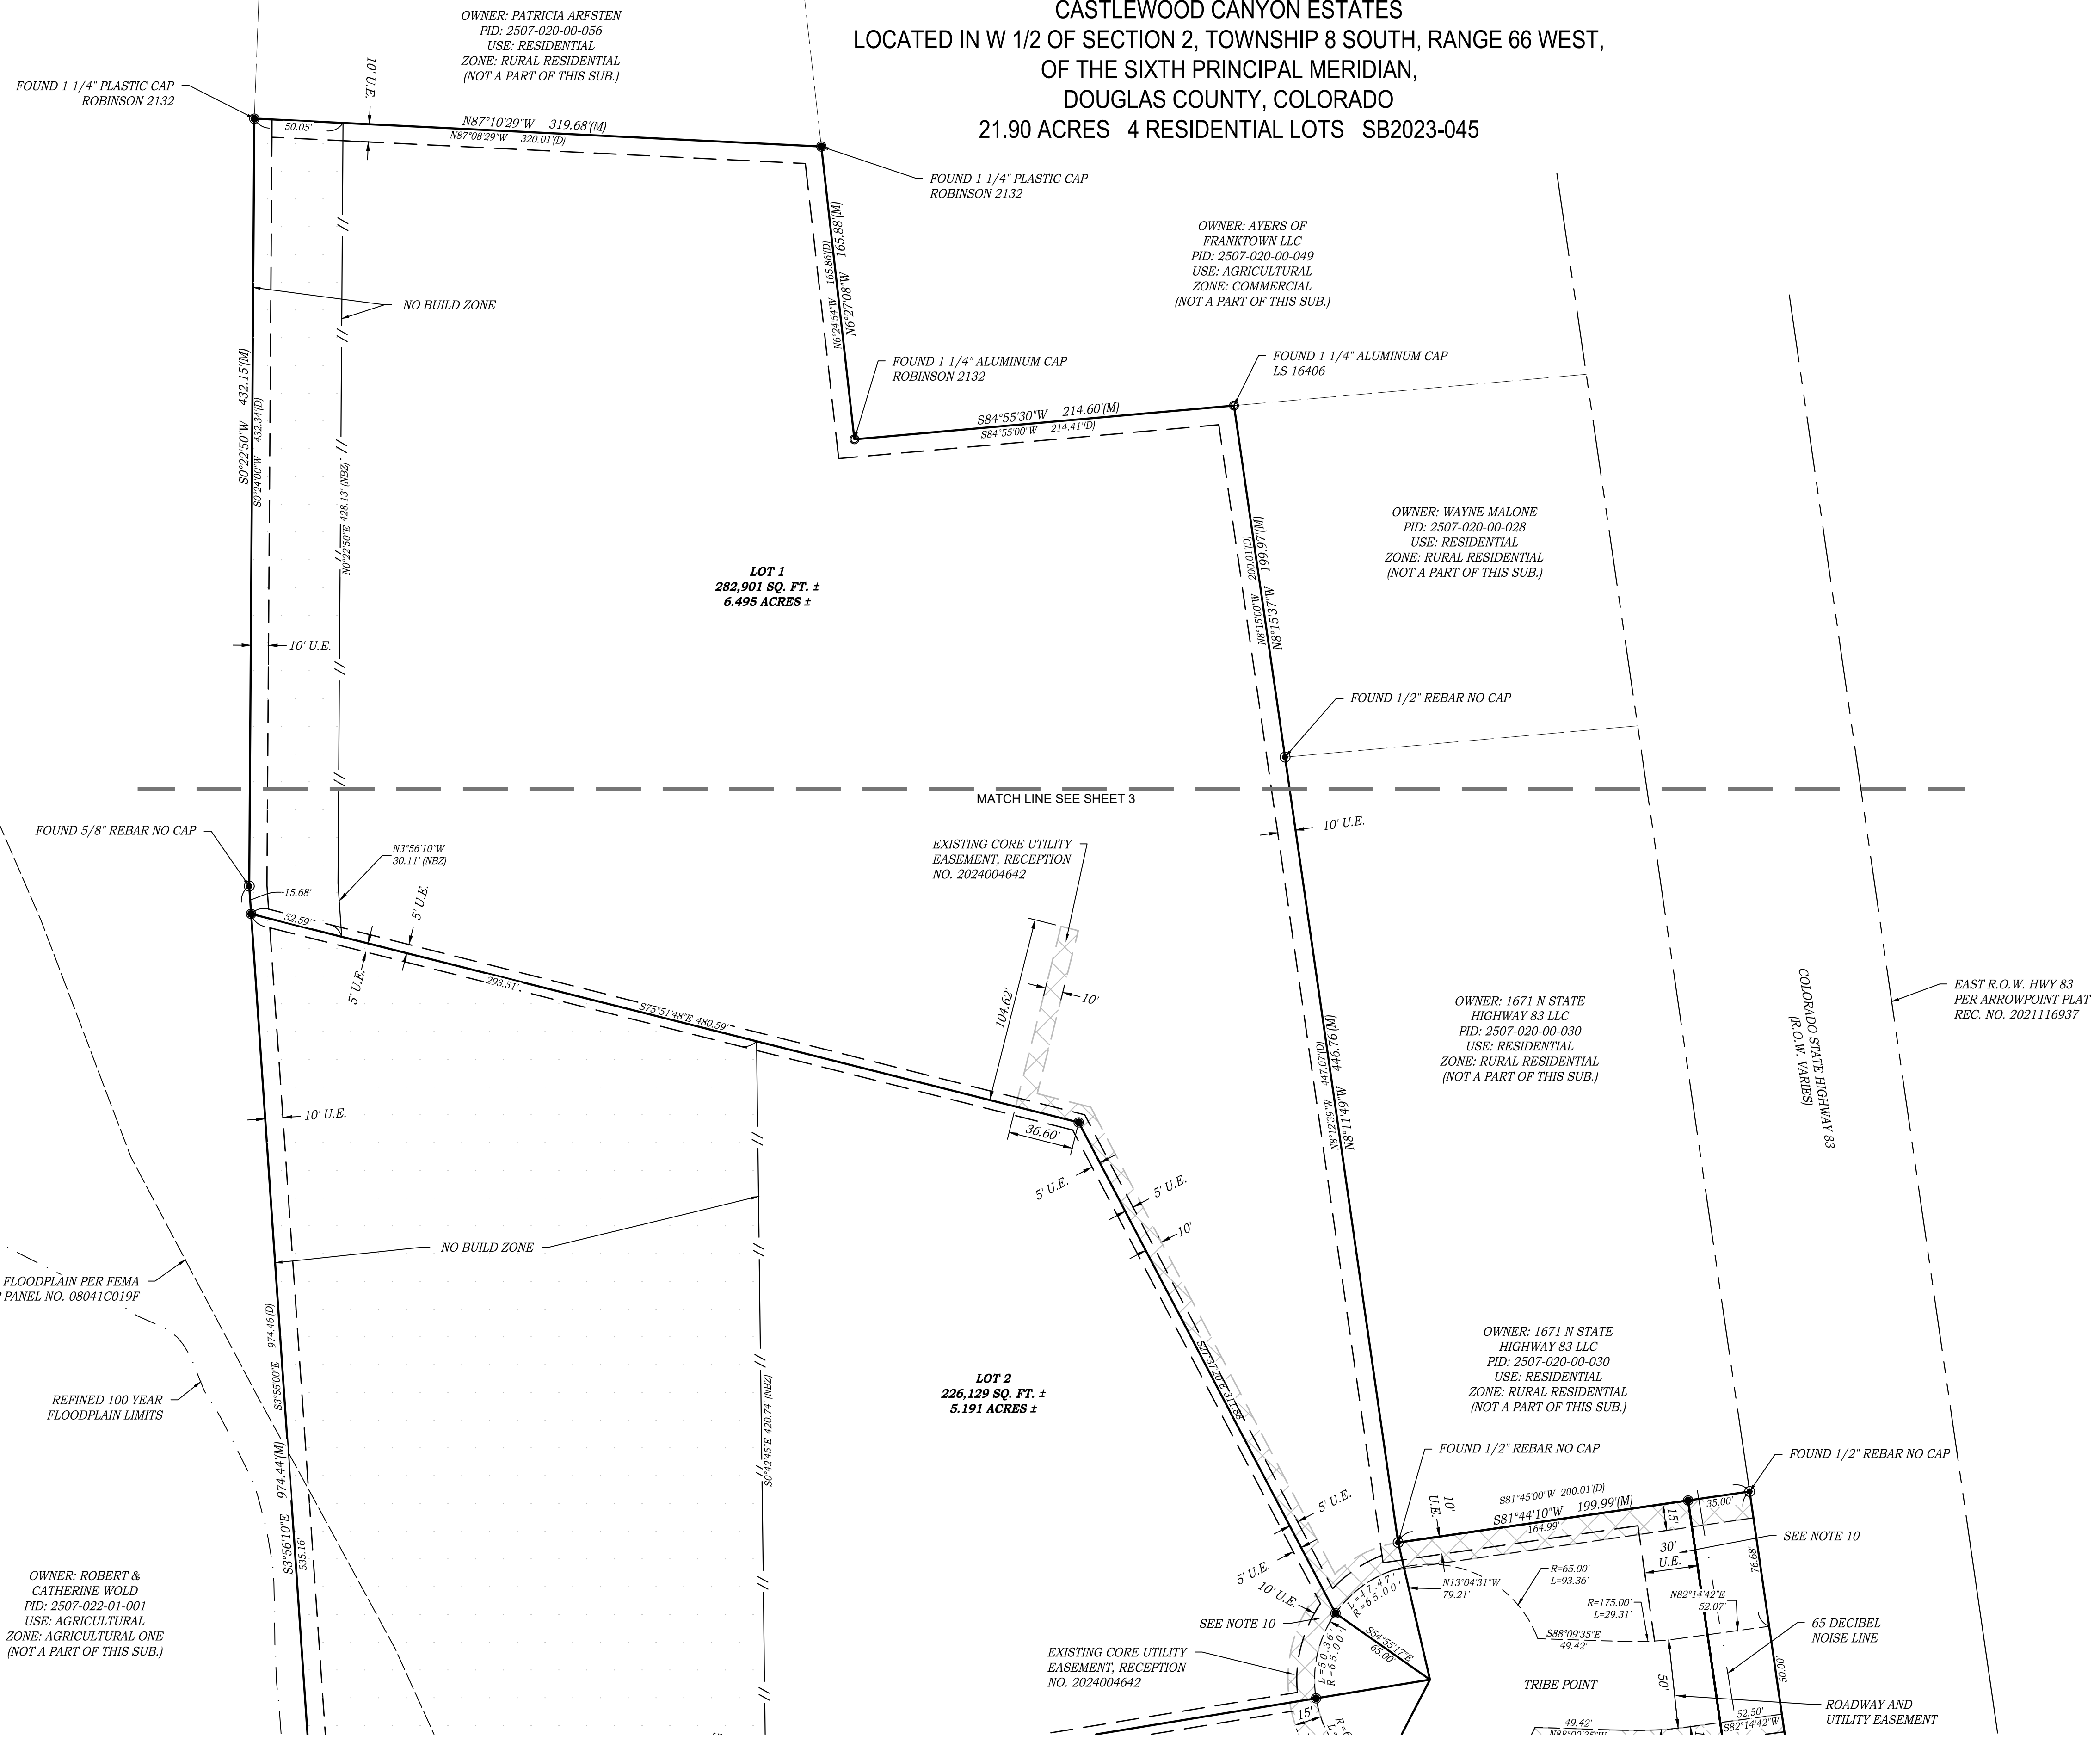 CASTLEWOOD CANYON ESTATES
LOCATED IN W 1/2 OF SECTION 2, TOWNSHIP 8 SOUTH, RANGE 66 WEST,
OF THE SIXTH PRINCIPAL MERIDIAN,
DOUGLAS COUNTY, COLORADO
21.90 ACRES 4 RESIDENTIAL LOTS SB2023-045
OWNER: PATRICIA ARFSTEN
PID: 2507-020-00-056
USE: RESIDENTIAL
ZONE: RURAL RESIDENTIAL
(NOT A PART OF THIS SUB.)
10' U.E.
FOUND 1 1/4" PLASTIC CAP
ROBINSON 2132
50.05'
N87°10'29"W 319.68'(M)
N87°08'29"W 320.01'(D)
FOUND 1 1/4" PLASTIC CAP
ROBINSON 2132
N6°24'54"W 165.86'(D)
N6°27'08"W 165.88'(M)
OWNER: AYERS OF
FRANKTOWN LLC
PID: 2507-020-00-049
USE: AGRICULTURAL
ZONE: COMMERCIAL
(NOT A PART OF THIS SUB.)
NO BUILD ZONE
FOUND 1 1/4" ALUMINUM CAP
ROBINSON 2132
FOUND 1 1/4" ALUMINUM CAP
LS 16406
S84°55'30"W 214.60'(M)
S84°55'00"W 214.41'(D)
S0°22'50"W 432.15'(M)
S0°24'00"W 432.34'(D)
N0°22'50"E 428.13' (NBZ)
LOT 1
282,901 SQ. FT. ±
6.495 ACRES ±
N8°15'00"W 200.01'(D)
N8°15'37"W 199.97'(M)
OWNER: WAYNE MALONE
PID: 2507-020-00-028
USE: RESIDENTIAL
ZONE: RURAL RESIDENTIAL
(NOT A PART OF THIS SUB.)
10' U.E.
FOUND 1/2" REBAR NO CAP
MATCH LINE SEE SHEET 3
FOUND 5/8" REBAR NO CAP
N3°56'10"W
30.11' (NBZ)
EXISTING CORE UTILITY
EASEMENT, RECEPTION
NO. 2024004642
10' U.E.
15.68'
52.59'
5' U.E.
5' U.E.
293.51'
S75°51'48"E 480.59'
104.62'
10'
36.60'
N8°12'39"W 447.07'(D)
N8°11'49"W 446.76'(M)
OWNER: 1671 N STATE
HIGHWAY 83 LLC
PID: 2507-020-00-030
USE: RESIDENTIAL
ZONE: RURAL RESIDENTIAL
(NOT A PART OF THIS SUB.)
COLORADO STATE HIGHWAY 83
(R.O.W. VARIES)
EAST R.O.W. HWY 83
PER ARROWPOINT PLAT
REC. NO. 2021116937
10' U.E.
5' U.E.
5' U.E.
10'
NO BUILD ZONE
FLOODPLAIN PER FEMA
PANEL NO. 08041C019F
S3°55'00"E 974.46'(D)
S3°56'10"E 974.44'(M)
535.16'
REFINED 100 YEAR
FLOODPLAIN LIMITS
S0°42'45"E 420.74' (NBZ)
LOT 2
226,129 SQ. FT. ±
5.191 ACRES ±
S27°37'20"E 311.88'
OWNER: 1671 N STATE
HIGHWAY 83 LLC
PID: 2507-020-00-030
USE: RESIDENTIAL
ZONE: RURAL RESIDENTIAL
(NOT A PART OF THIS SUB.)
FOUND 1/2" REBAR NO CAP
FOUND 1/2" REBAR NO CAP
5' U.E.
10'
U.E.
S81°45'00"W 200.01'(D)
S81°44'10"W 199.99'(M)
164.99'
15'
35.00'
SEE NOTE 10
30'
U.E.
76.68'
5' U.E.
10' U.E.
L=47.47'
R=65.00'
N13°04'31"W
79.21'
R=65.00'
L=93.36'
R=175.00'
L=29.31'
N82°14'42"E
52.07'
SEE NOTE 10
S54°55'17"E
65.00'
L=50.36'
R=65.00'
S88°09'35"E
49.42'
65 DECIBEL
NOISE LINE
OWNER: ROBERT &
CATHERINE WOLD
PID: 2507-022-01-001
USE: AGRICULTURAL
ZONE: AGRICULTURAL ONE
(NOT A PART OF THIS SUB.)
EXISTING CORE UTILITY
EASEMENT, RECEPTION
NO. 2024004642
TRIBE POINT
50'
50.00'
ROADWAY AND
UTILITY EASEMENT
15'
49.42'
52.50'
S82°14'42"W